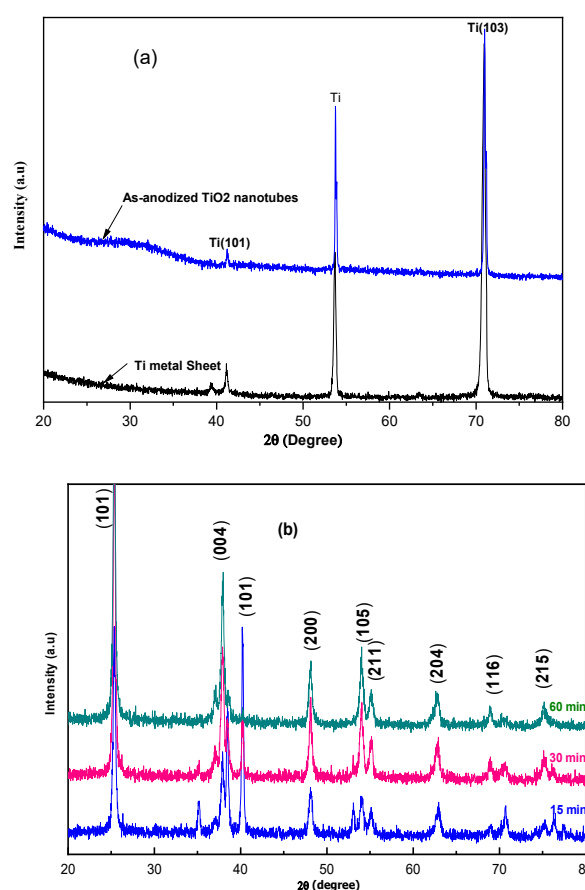 (a)
Ti(103)
Ti
As-anodized TiO2 nanotubes
Ti(101)
Ti metal Sheet
Intensity (a.u)
20 30 40 50 60 70 80
2θ (Degree)
(b)
(101)
(004)
(101)
(200)
(105)
(211)
(204)
(116)
(215)
60 min
30 min
15 min
Intensity (a.u)
20 30 40 50 60 70 80
2θ (Degree)